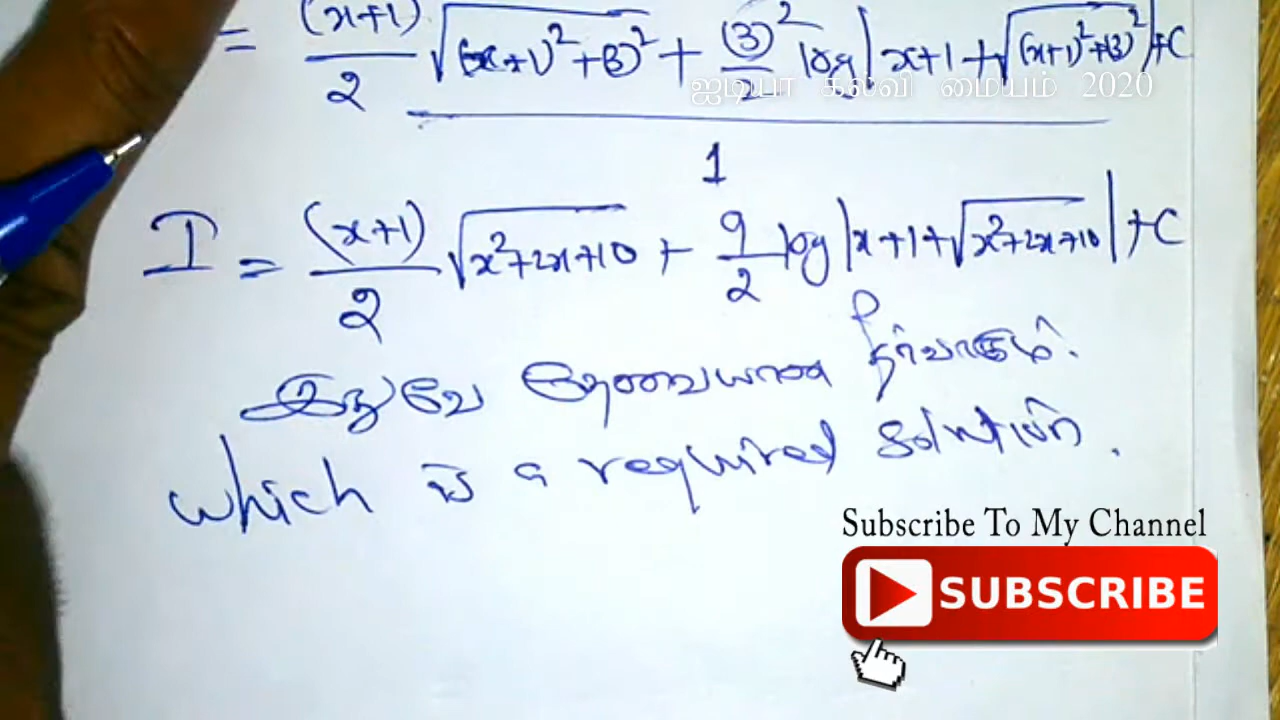 = (x+1)/2 √((x+1)²+(3)²) + (3)²/2 log|x+1+√((x+1)²+(3)²)|+C
ஐடியா கல்வி மையம் 2020
1
I = (x+1)/2 √(x²+2x+10) + 9/2 log|x+1+√(x²+2x+10)|+C
இதுவே தேவையான தீர்வாகும்.
which is a required solution.
Subscribe To My Channel
SUBSCRIBE